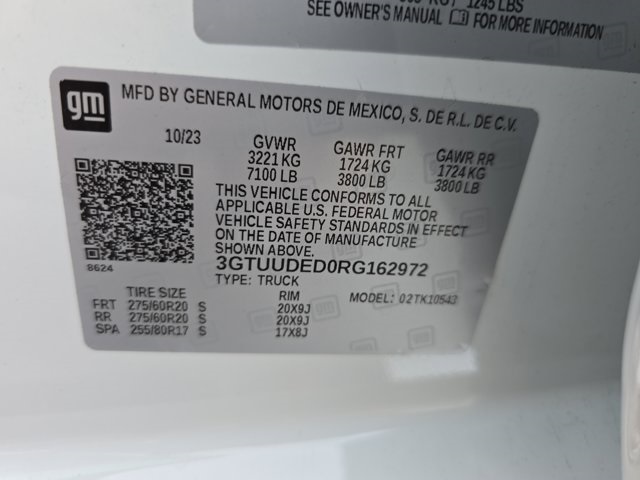 1245 LBS
SEE OWNER'S MANUAL FOR MORE INFORMATION
gm
MFD BY GENERAL MOTORS DE MEXICO, S. DE R.L. DE C.V.
10/23 GVWR GAWR FRT GAWR RR
3221 KG 1724 KG 1724 KG
7100 LB 3800 LB 3800 LB
THIS VEHICLE CONFORMS TO ALL
APPLICABLE U.S. FEDERAL MOTOR
VEHICLE SAFETY STANDARDS IN EFFECT
ON THE DATE OF MANUFACTURE
SHOWN ABOVE.
8624
3GTUUDED0RG162972
TYPE: TRUCK
TIRE SIZE RIM MODEL: 02TK10543
FRT 275/60R20 S 20X9J
RR 275/60R20 S 20X9J
SPA 255/80R17 S 17X8J